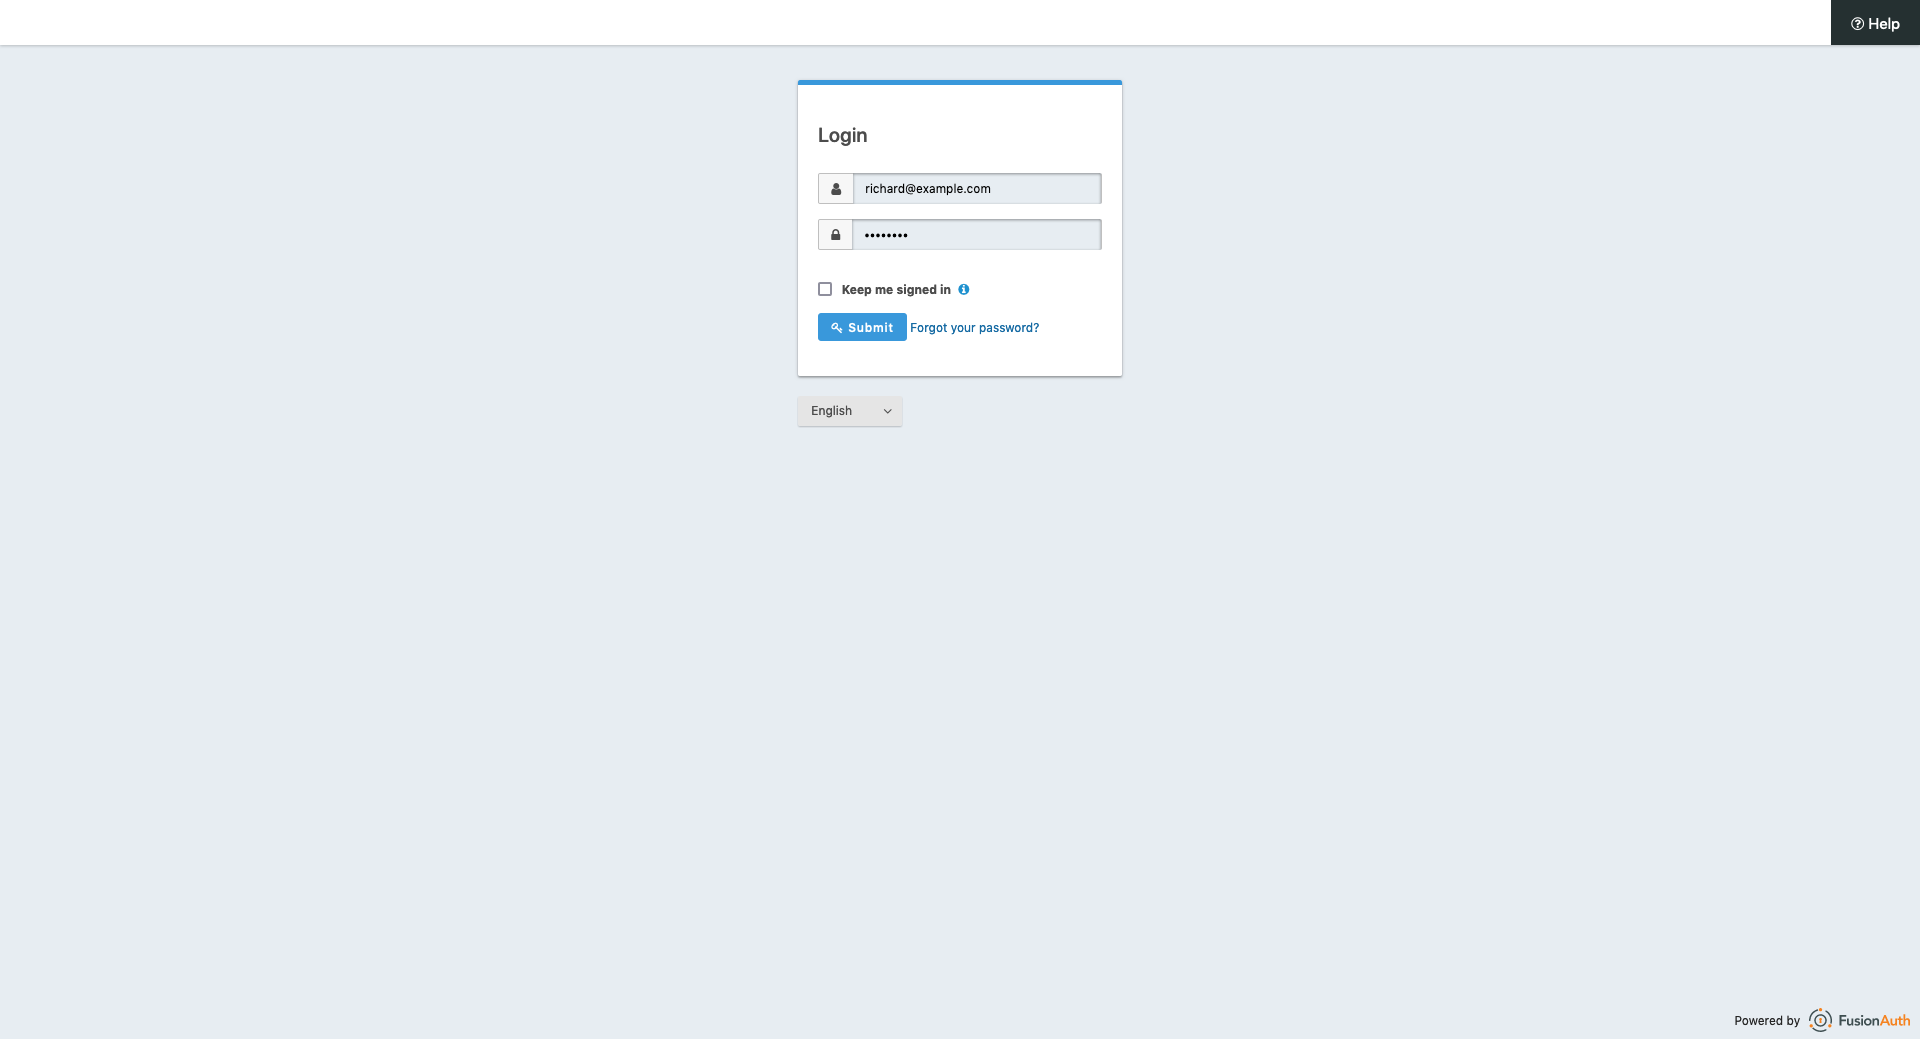 Help
Login
richard@example.com
••••••••
Keep me signed in
Submit Forgot your password?
English
Powered by FusionAuth